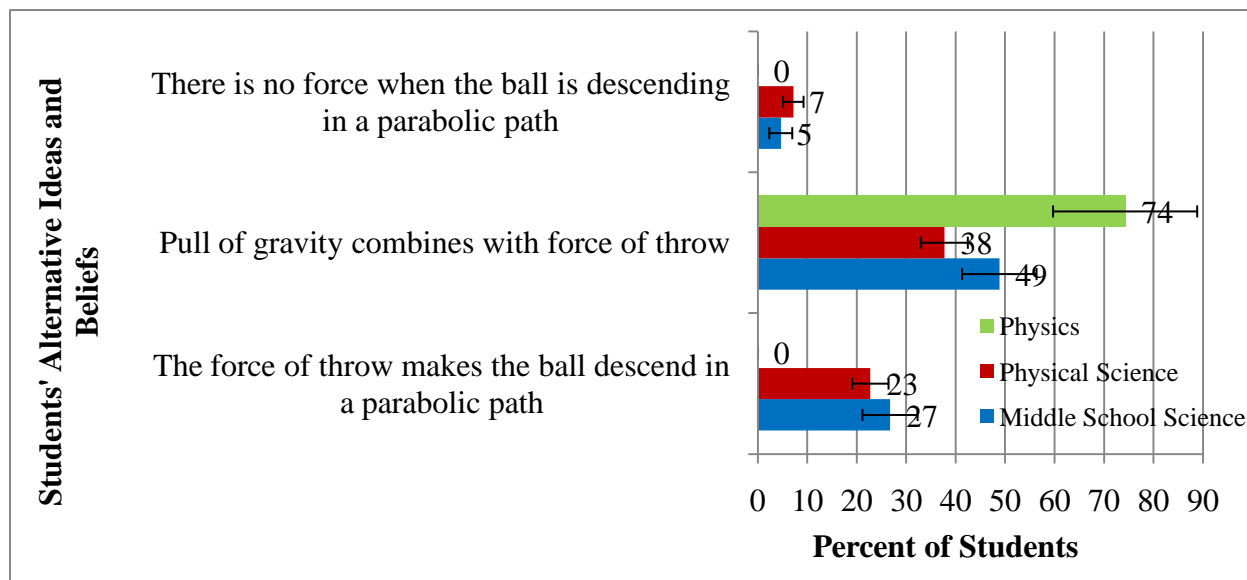 Students' Alternative Ideas and
Beliefs
There is no force when the ball is descending
in a parabolic path
0
7
5
Pull of gravity combines with force of throw
74
38
49
The force of throw makes the ball descend in
a parabolic path
0
23
27
Physics
Physical Science
Middle School Science
0 10 20 30 40 50 60 70 80 90
Percent of Students